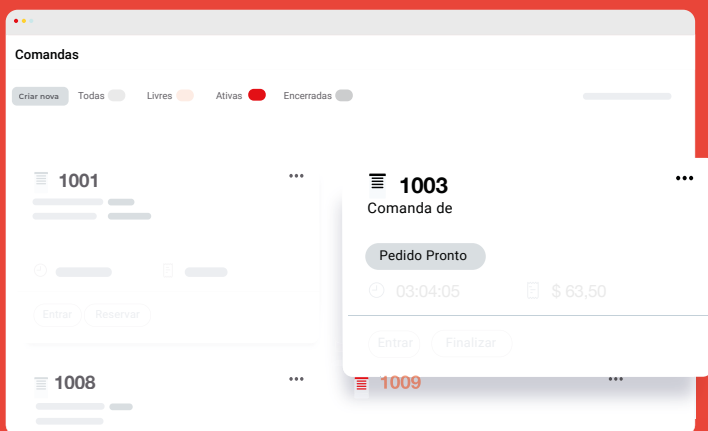 Comandas
Criar nova Todas Livres Ativas Encerradas
1001
Entrar Reservar
1003
Comanda de
Pedido Pronto
03:04:05 $ 63,50
Entrar Finalizar
1008
1009